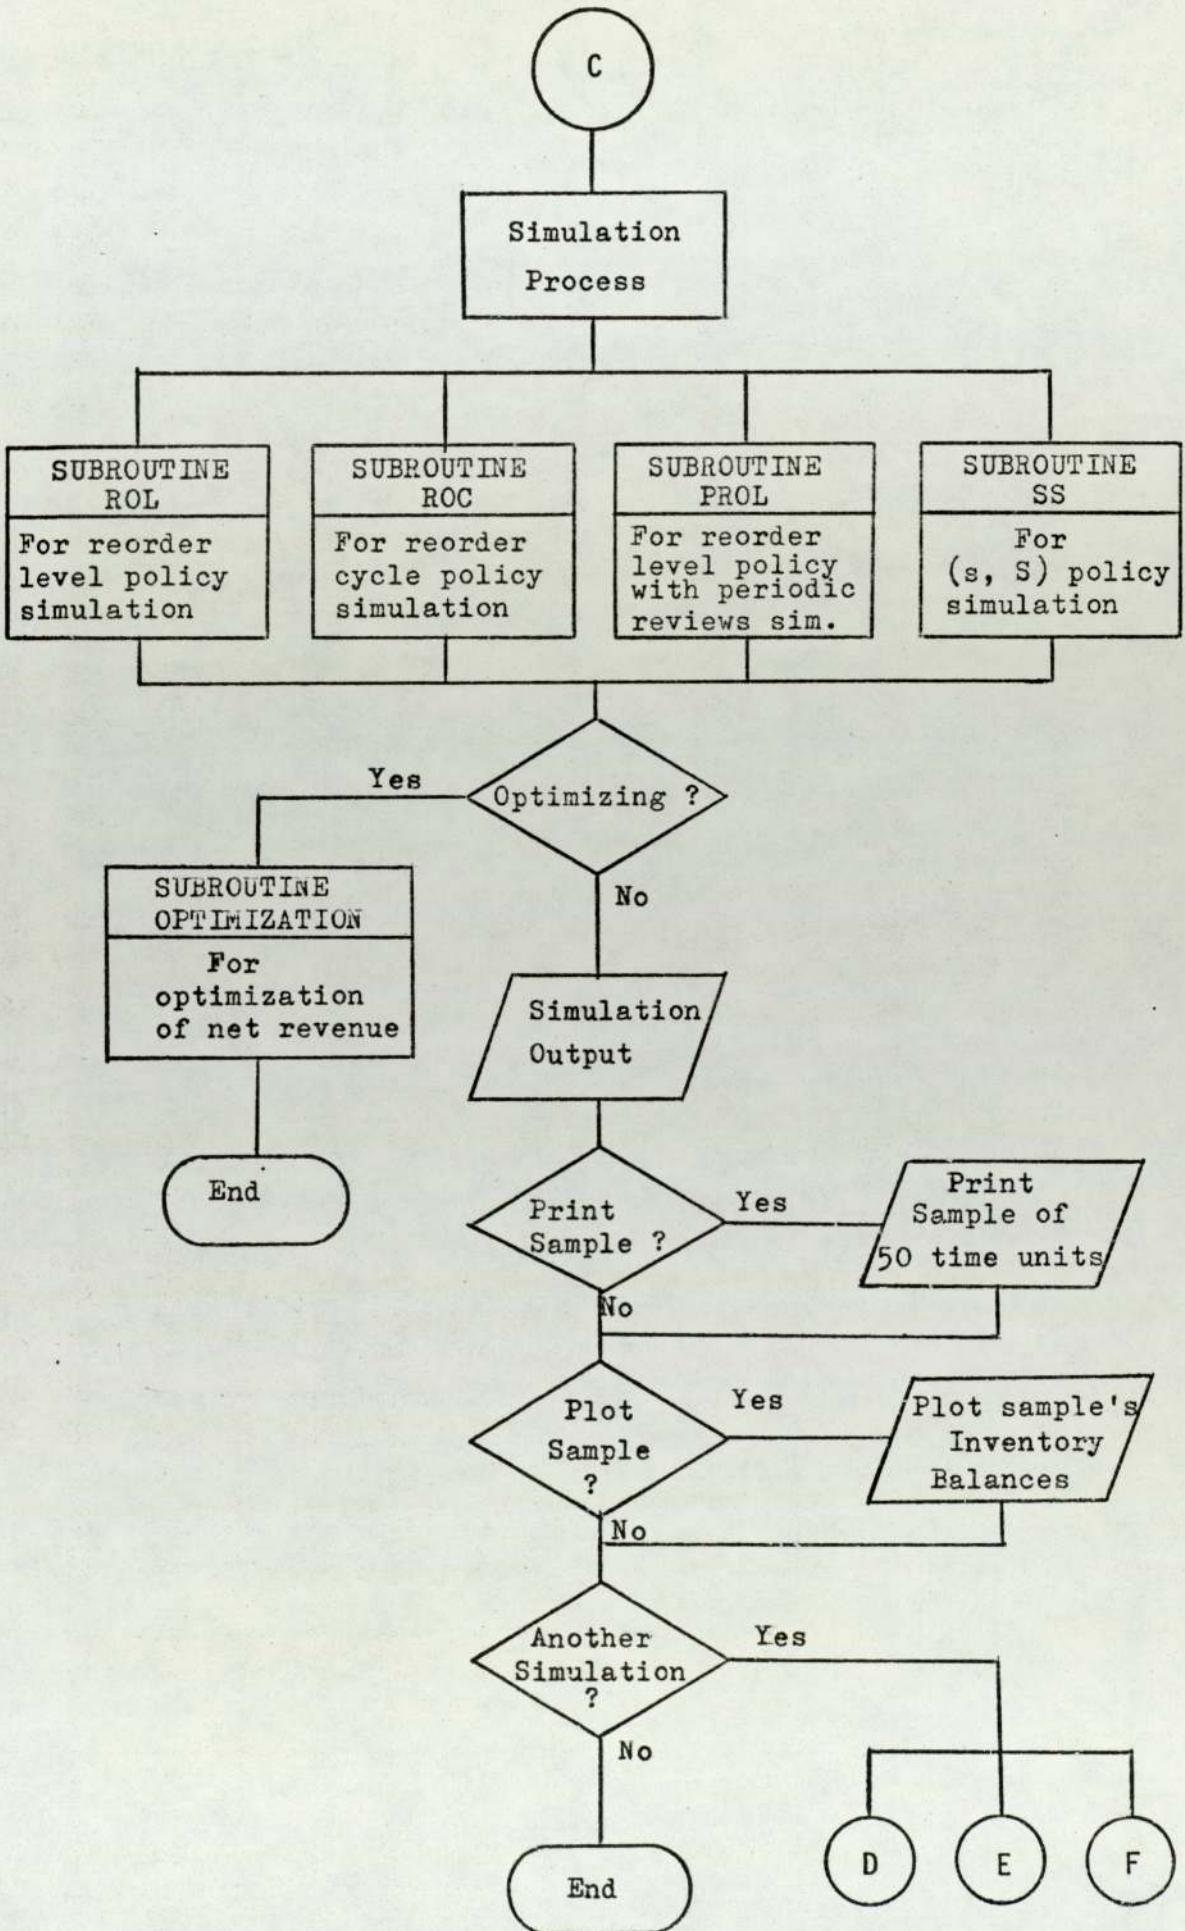 C
Simulation
Process
SUBROUTINE
ROL
For reorder
level policy
simulation
SUBROUTINE
ROC
For reorder
cycle policy
simulation
SUBROUTINE
PROL
For reorder
level policy
with periodic
reviews sim.
SUBROUTINE
SS
For
(s, S) policy
simulation
Optimizing ?
Yes
No
SUBROUTINE
OPTIMIZATION
For
optimization
of net revenue
End
Simulation
Output
Print
Sample ?
Yes
Print
Sample of
50 time units
No
Plot
Sample
?
Yes
Plot sample's
Inventory
Balances
No
Another
Simulation
?
Yes
No
End
D
E
F